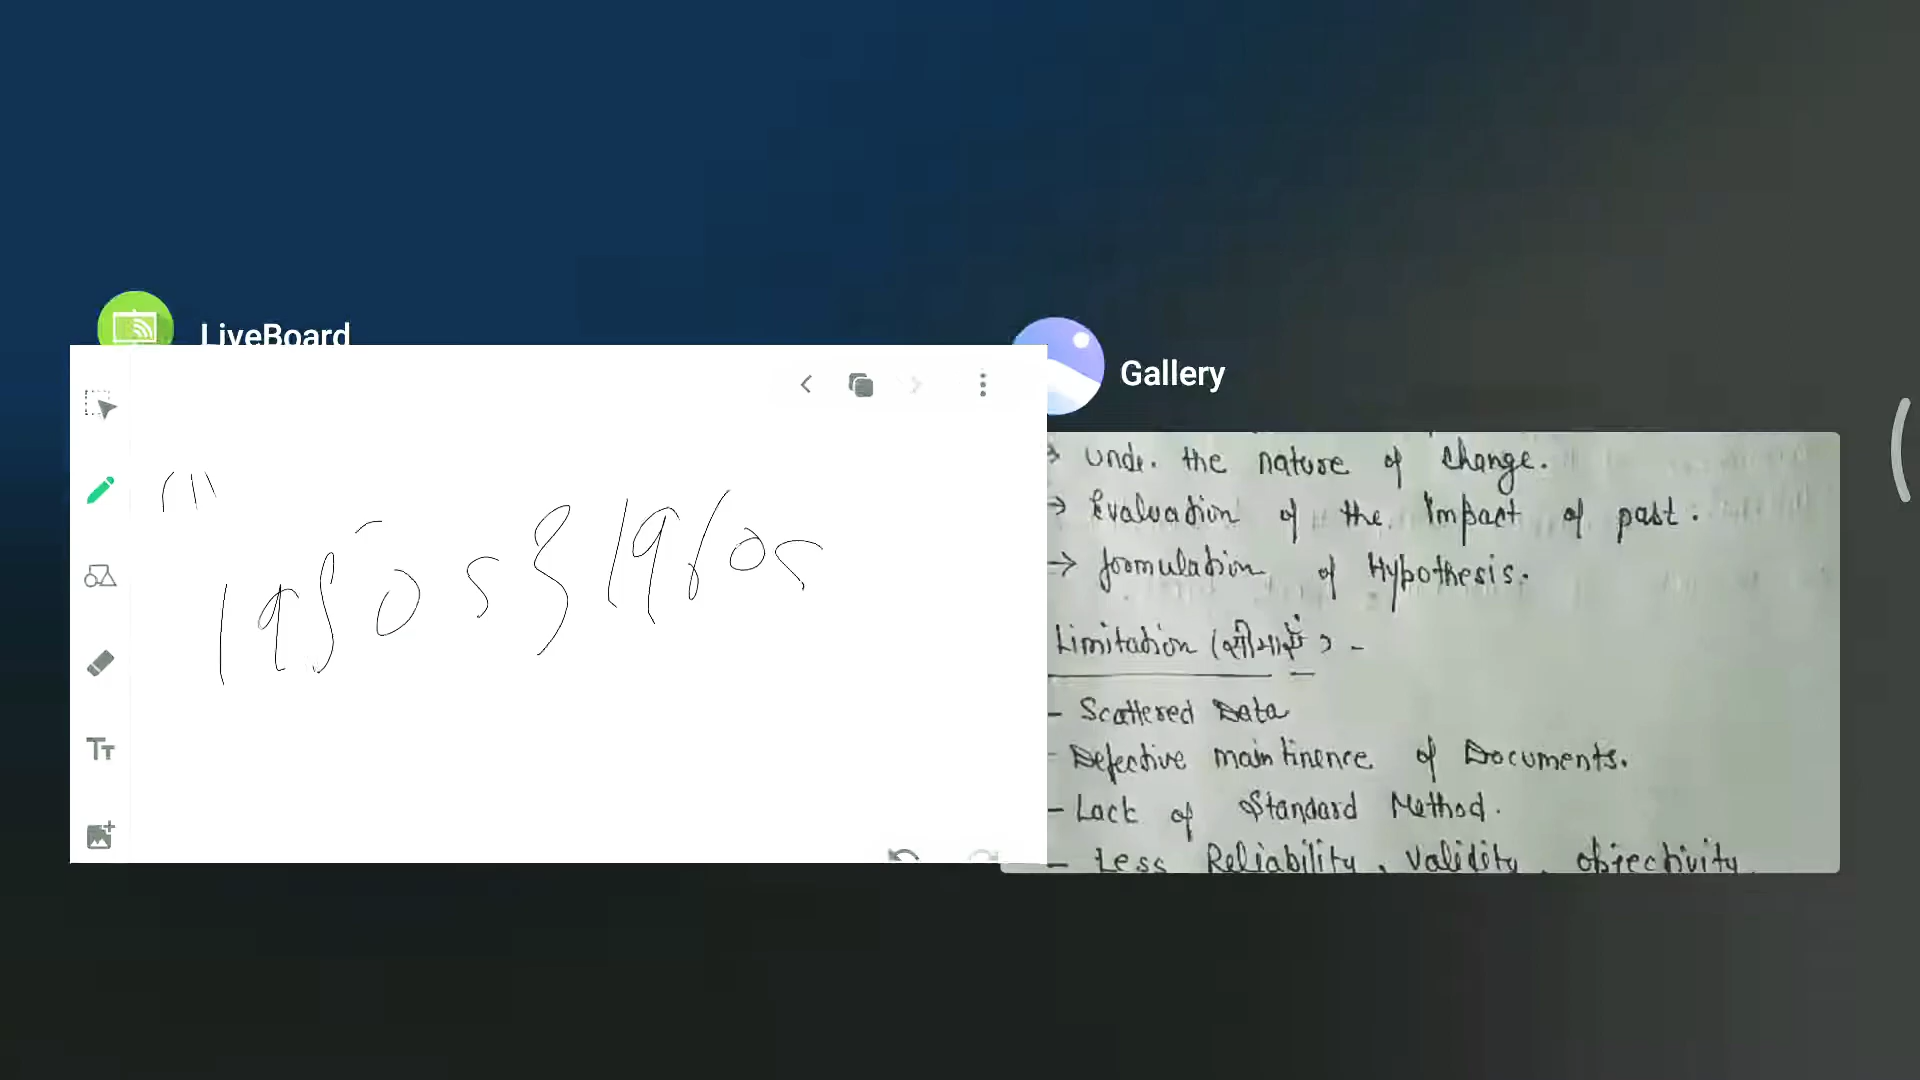 LiveBoard
1950s & 1960s
Gallery
→ Unde. the nature of change.
→ Evaluation of the Impact of past.
→ formulation of Hypothesis.
Limitation (सीमाएँ) -
- Scattered Data
- Defective maintinence of Documents.
- Lack of Standard Method.
- Less Reliability, Validity, objectivity.
TT